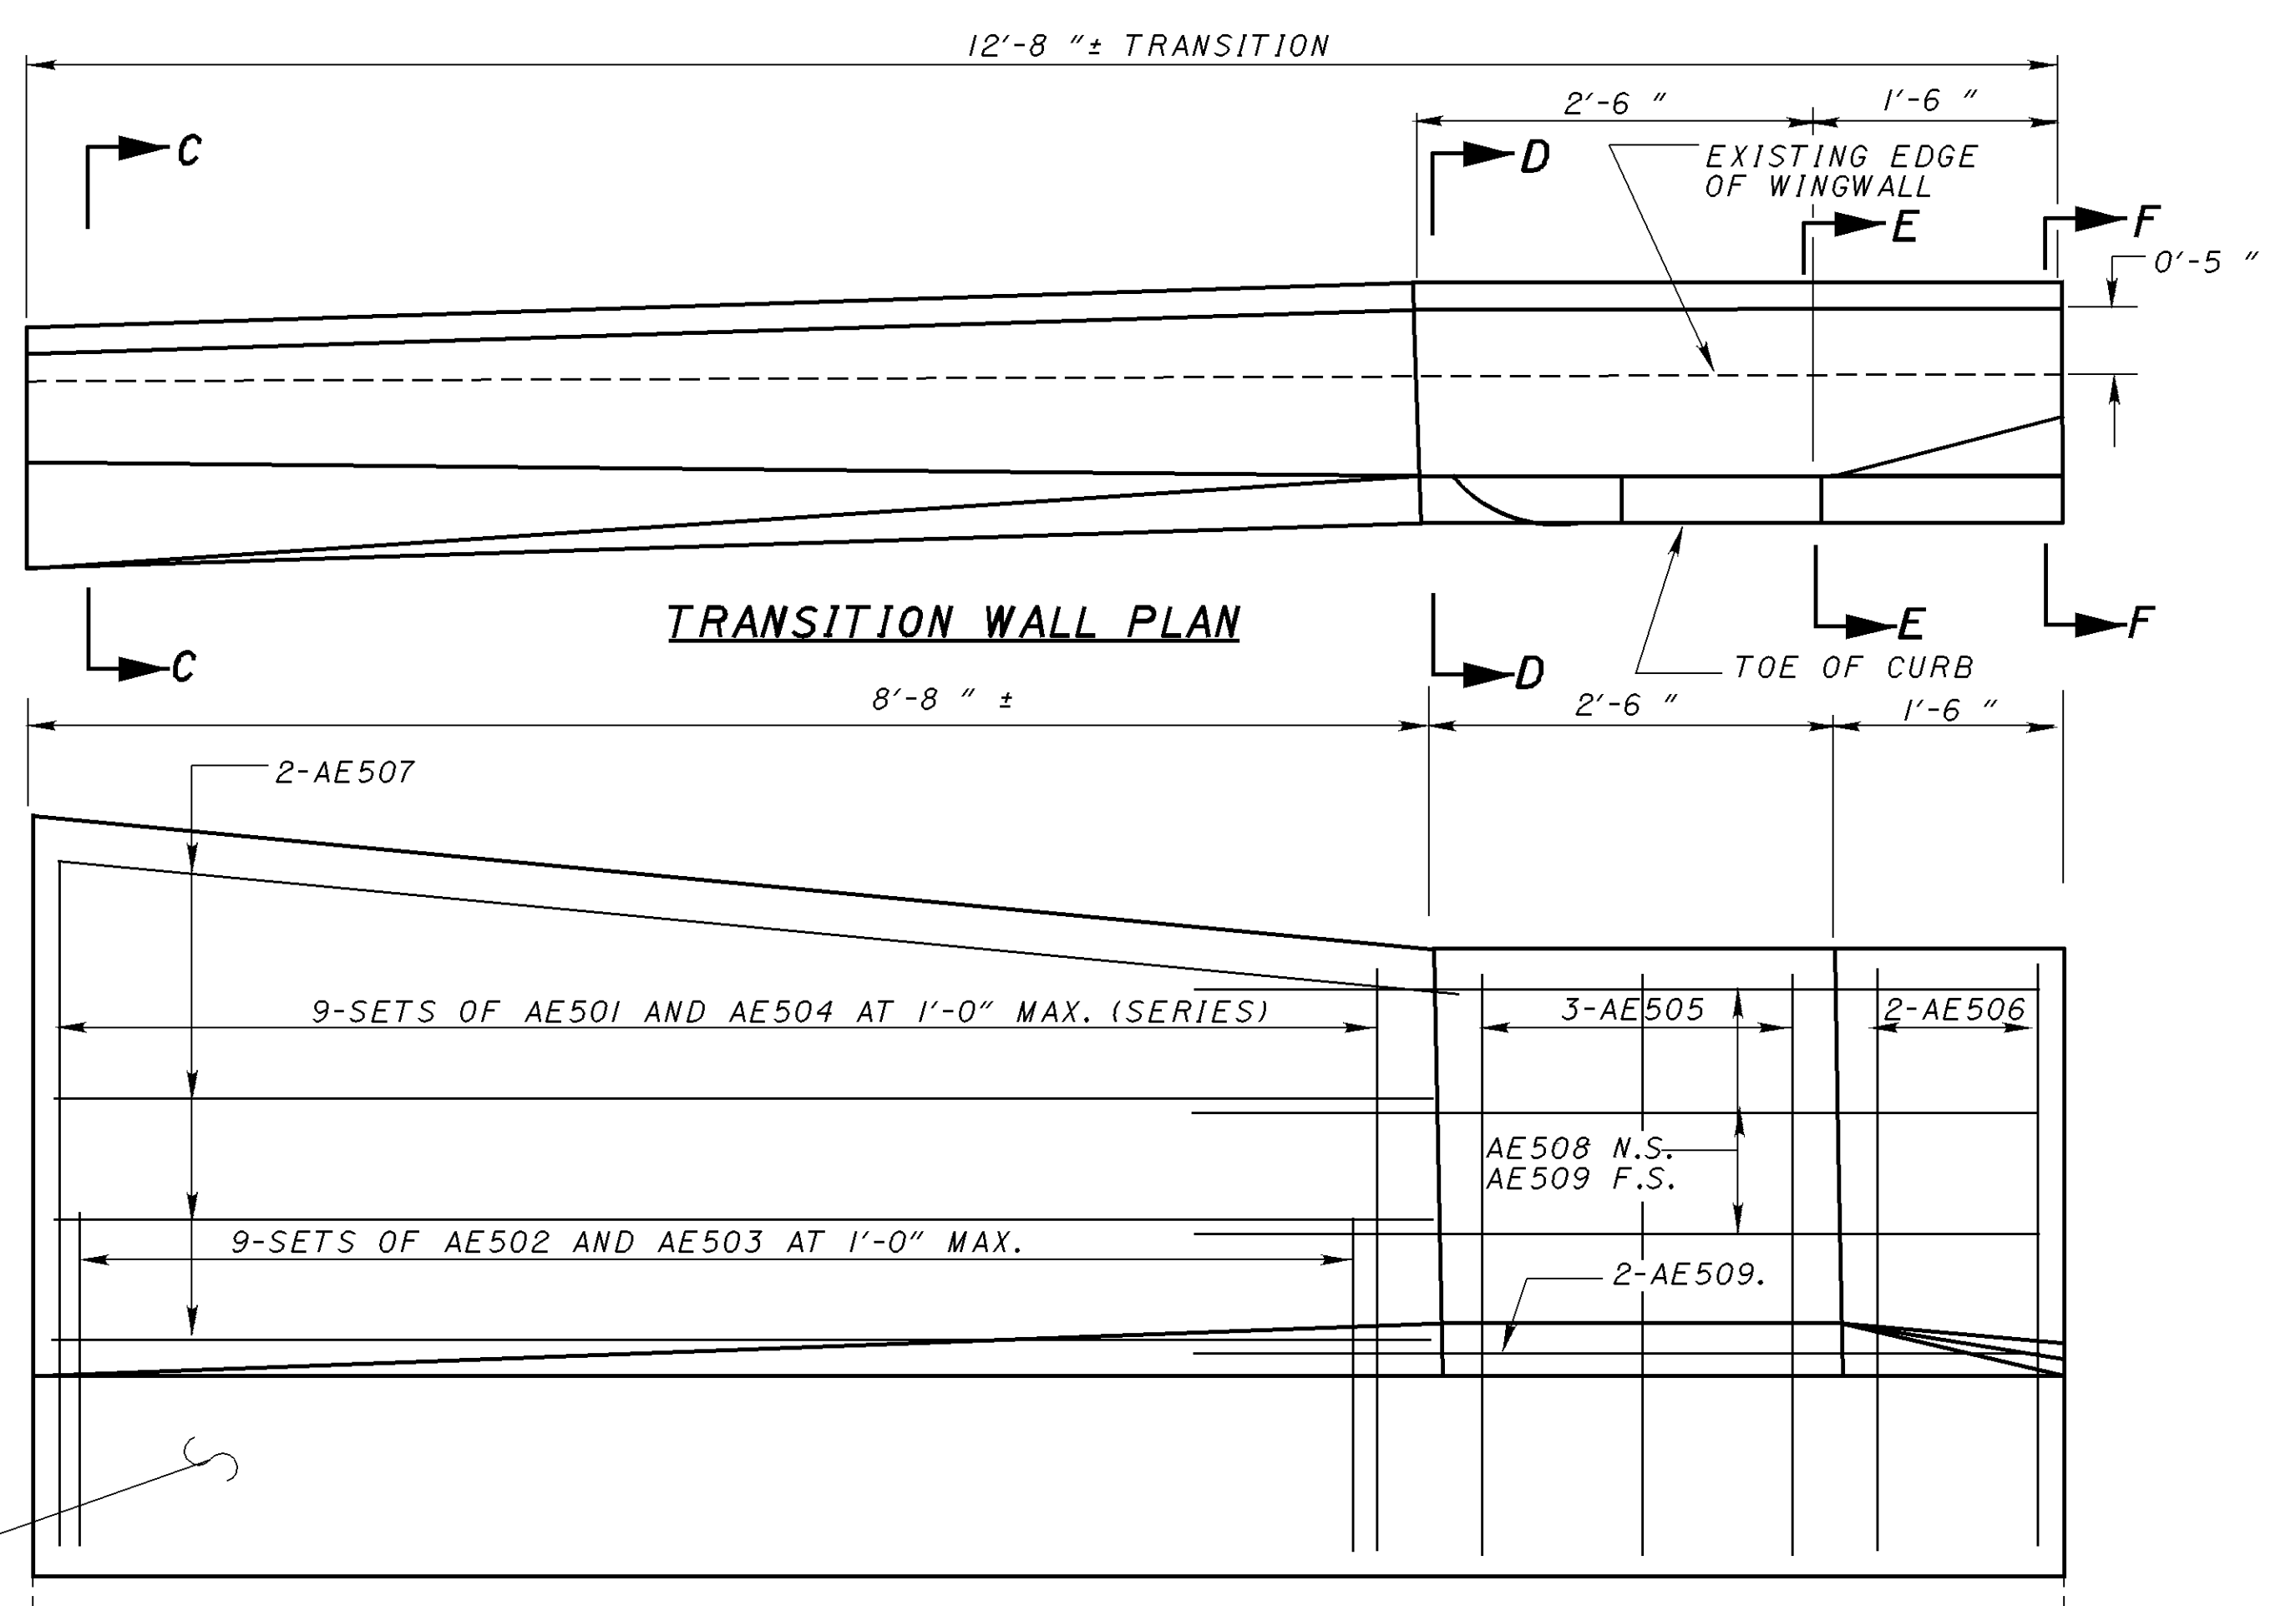 12'-8 "± TRANSITION
2'-6 "
1'-6 "
C
D
EXISTING EDGE
OF WINGWALL
E
F
0'-5 "
TRANSITION WALL PLAN
C
D
E
F
TOE OF CURB
8'-8 " ±
2'-6 "
1'-6 "
2-AE507
9-SETS OF AE501 AND AE504 AT 1'-0" MAX. (SERIES)
3-AE505
2-AE506
AE508 N.S.
AE509 F.S.
9-SETS OF AE502 AND AE503 AT 1'-0" MAX.
2-AE509.